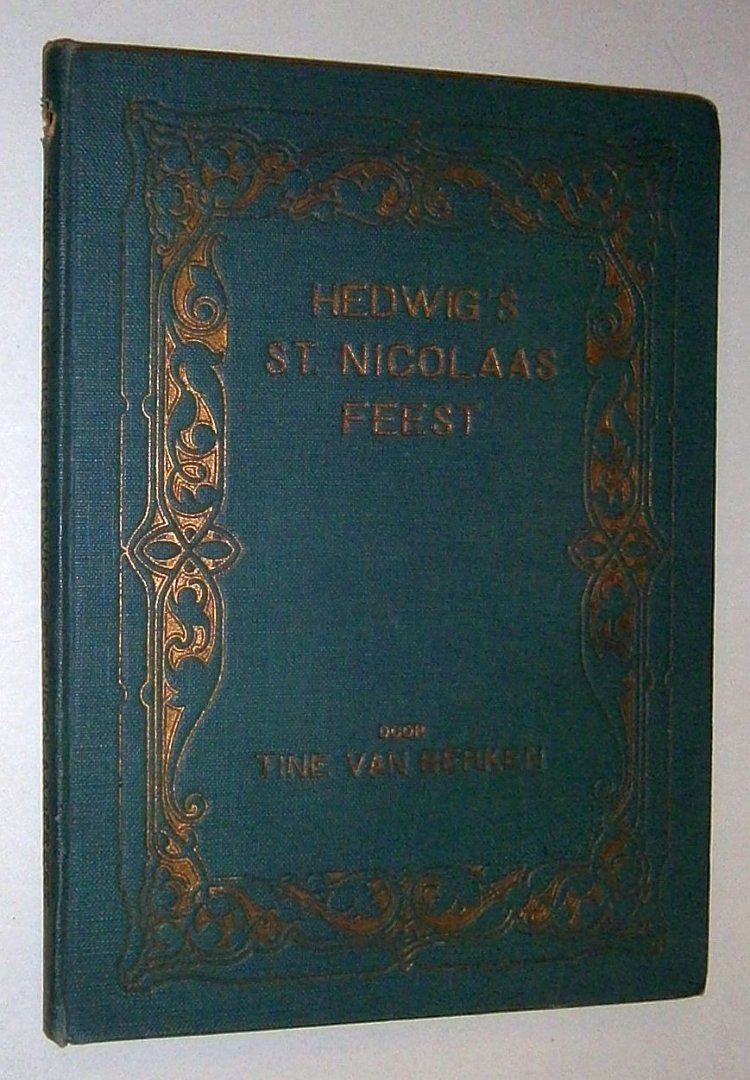 HEDWIG'S
ST. NICOLAAS
FEEST
DOOR
TINE VAN BERKEN